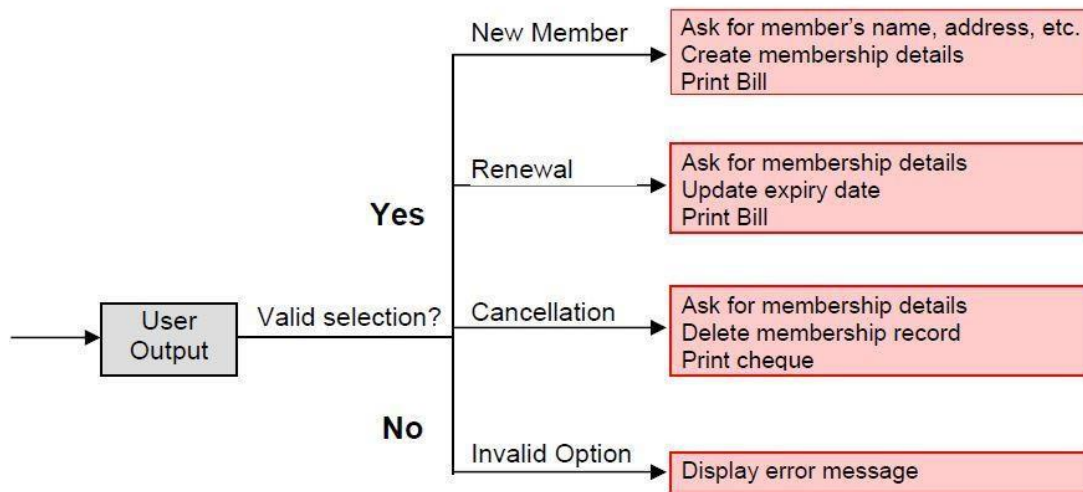 New Member
Ask for member's name, address, etc.
Create membership details
Print Bill
Renewal
Ask for membership details
Update expiry date
Print Bill
Yes
User
Output
Valid selection?
Cancellation
Ask for membership details
Delete membership record
Print cheque
No
Invalid Option
Display error message